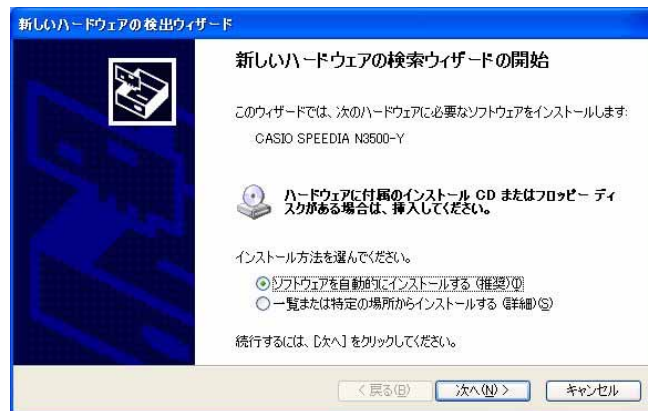 新しいハードウェアの検出ウィザード
新しいハードウェアの検索ウィザードの開始
このウィザードでは、次のハードウェアに必要なソフトウェアをインストールします:
CASIO SPEEDIA N3500-Y
ハードウェアに付属のインストール CD またはフロッピー ディ
スクがある場合は、挿入してください。
インストール方法を選んでください。
ソフトウェアを自動的にインストールする (推奨)(I)
一覧または特定の場所からインストールする (詳細)(S)
続行するには、[次へ] をクリックしてください。
< 戻る(B) 次へ(N) > キャンセル